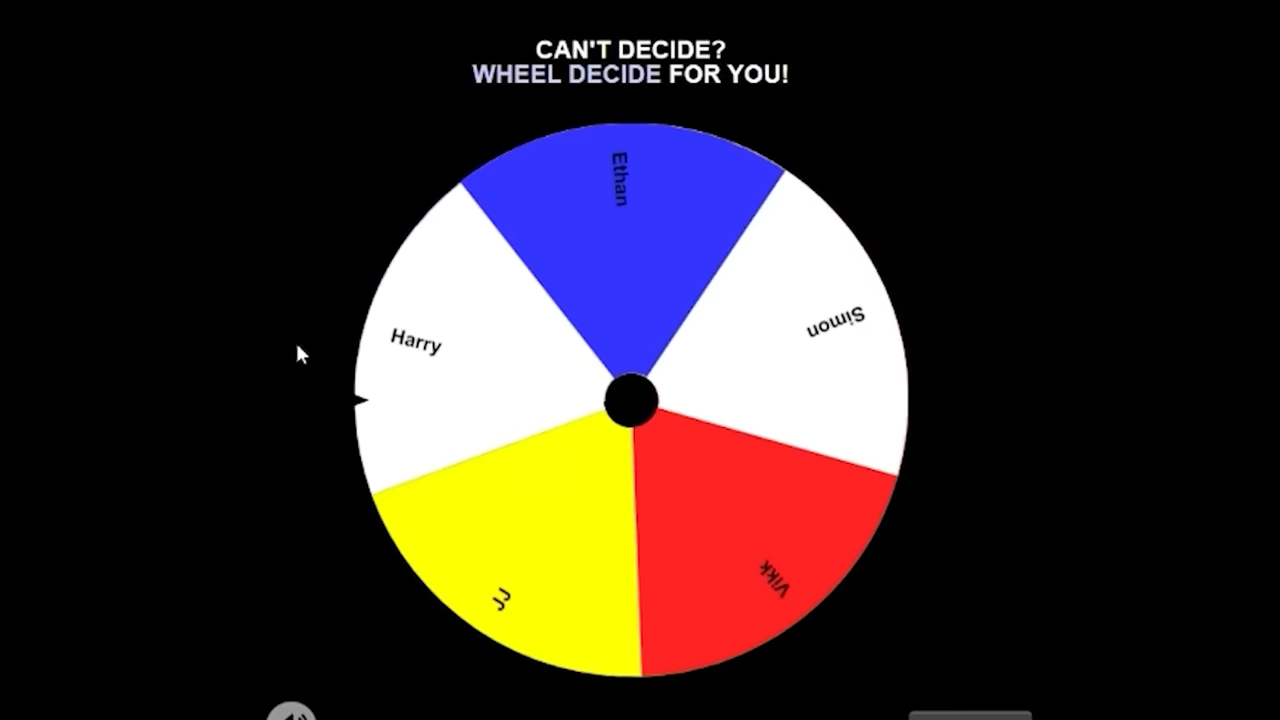 CAN'T DECIDE?
WHEEL DECIDE FOR YOU!
Ethan
Simon
Harry
Vikk
JJ